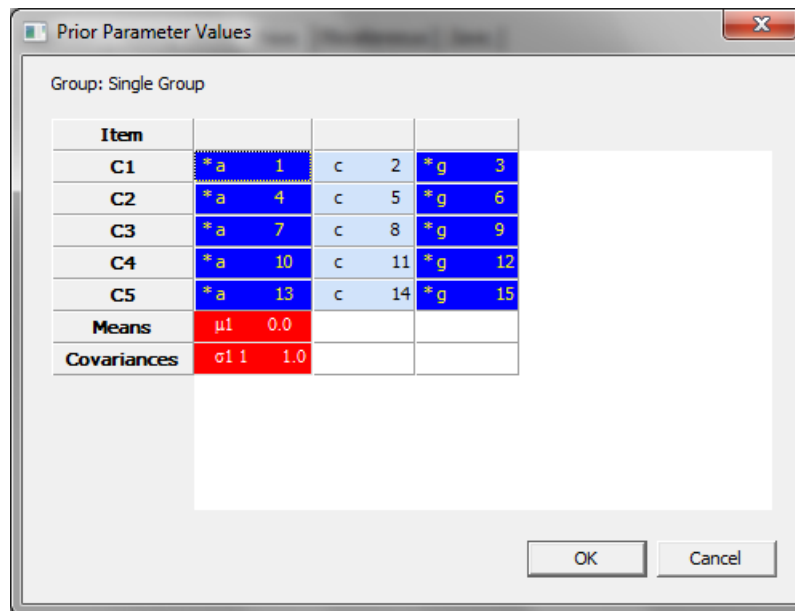 Prior Parameter Values
Group: Single Group
Item
C1 *a 1 c 2 *g 3
C2 *a 4 c 5 *g 6
C3 *a 7 c 8 *g 9
C4 *a 10 c 11 *g 12
C5 *a 13 c 14 *g 15
Means μ1 0.0
Covariances σ1 1 1.0
OK Cancel